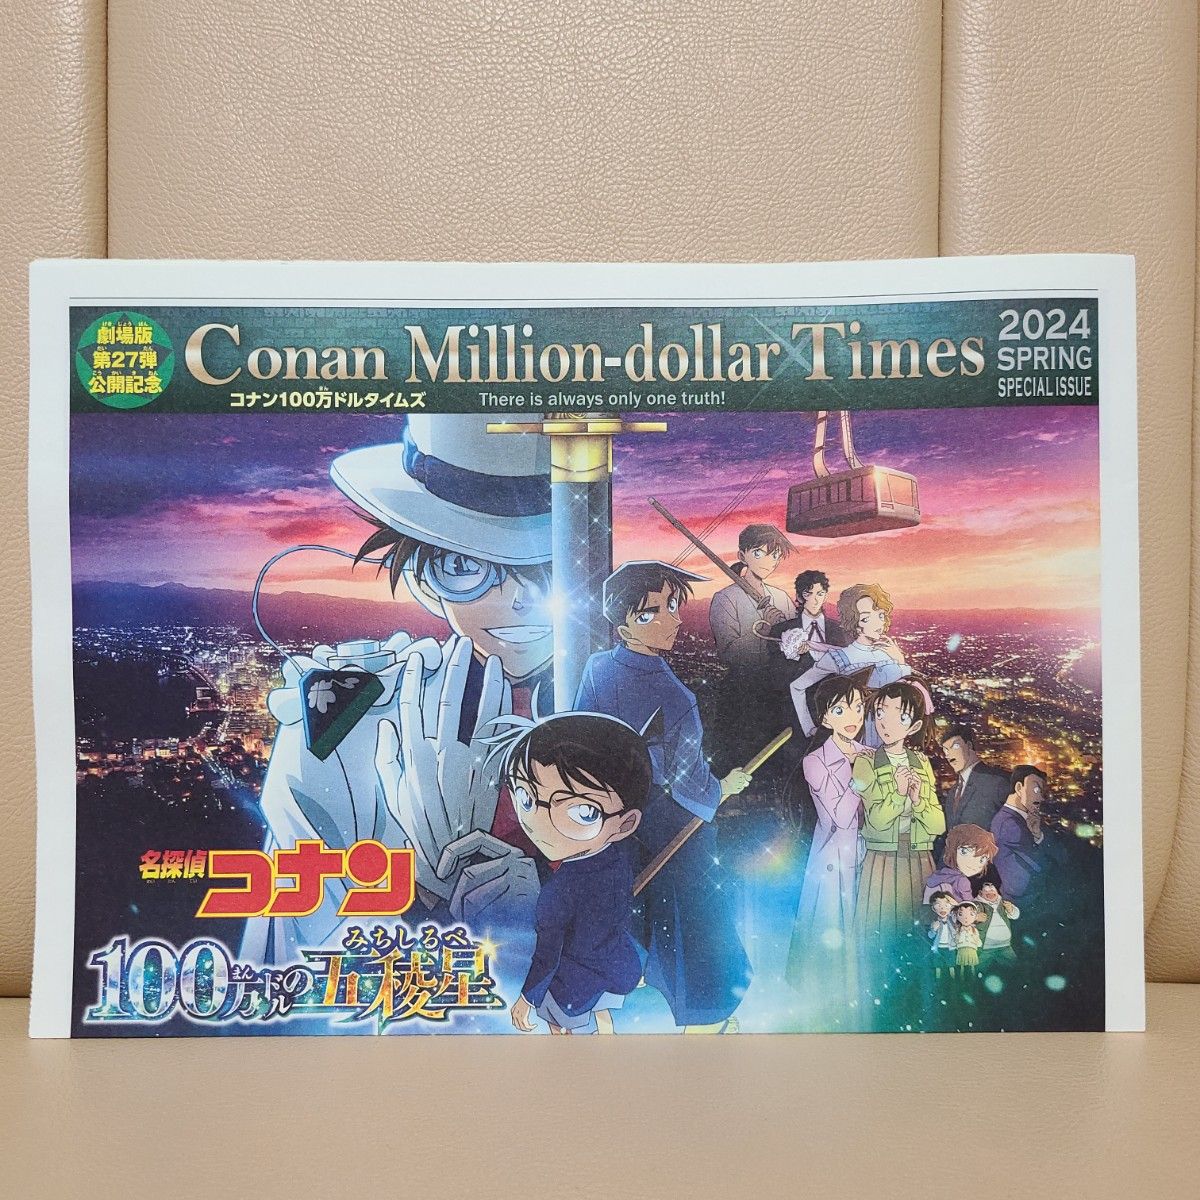 劇場版
第27弾
公開記念
Conan Million-dollar Times
コナン100万ドルタイムズ
There is always only one truth!
2024
SPRING
SPECIAL ISSUE
名探偵
コナン
みちしるべ
100万ドルの五稜星